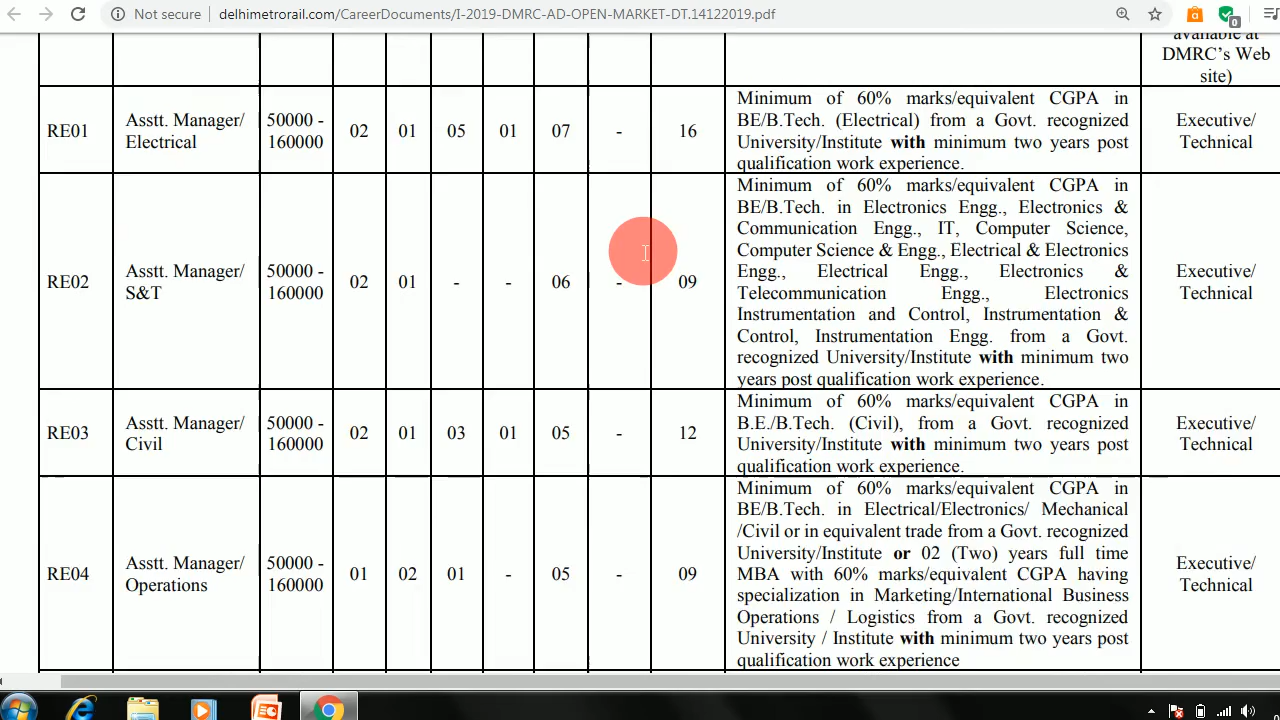 Not secure | delhimetrorail.com/CareerDocuments/I-2019-DMRC-AD-OPEN-MARKET-DT.14122019.pdf
0
available at
DMRC's Web
site)
RE01
Asstt. Manager/
Electrical
50000 -
160000
02 01 05 01 07 - 16
Minimum of 60% marks/equivalent CGPA in
BE/B.Tech. (Electrical) from a Govt. recognized
University/Institute with minimum two years post
qualification work experience.
Executive/
Technical
RE02
Asstt. Manager/
S&T
50000 -
160000
02 01 - - 06 - 09
Minimum of 60% marks/equivalent CGPA in
BE/B.Tech. in Electronics Engg., Electronics &
Communication Engg., IT, Computer Science,
Computer Science & Engg., Electrical & Electronics
Engg., Electrical Engg., Electronics &
Telecommunication Engg., Electronics
Instrumentation and Control, Instrumentation &
Control, Instrumentation Engg. from a Govt.
recognized University/Institute with minimum two
years post qualification work experience.
Executive/
Technical
RE03
Asstt. Manager/
Civil
50000 -
160000
02 01 03 01 05 - 12
Minimum of 60% marks/equivalent CGPA in
B.E./B.Tech. (Civil), from a Govt. recognized
University/Institute with minimum two years post
qualification work experience.
Executive/
Technical
RE04
Asstt. Manager/
Operations
50000 -
160000
01 02 01 - 05 - 09
Minimum of 60% marks/equivalent CGPA in
BE/B.Tech. in Electrical/Electronics/ Mechanical
/Civil or in equivalent trade from a Govt. recognized
University/Institute or 02 (Two) years full time
MBA with 60% marks/equivalent CGPA having
specialization in Marketing/International Business
Operations / Logistics from a Govt. recognized
University / Institute with minimum two years post
qualification work experience
Executive/
Technical